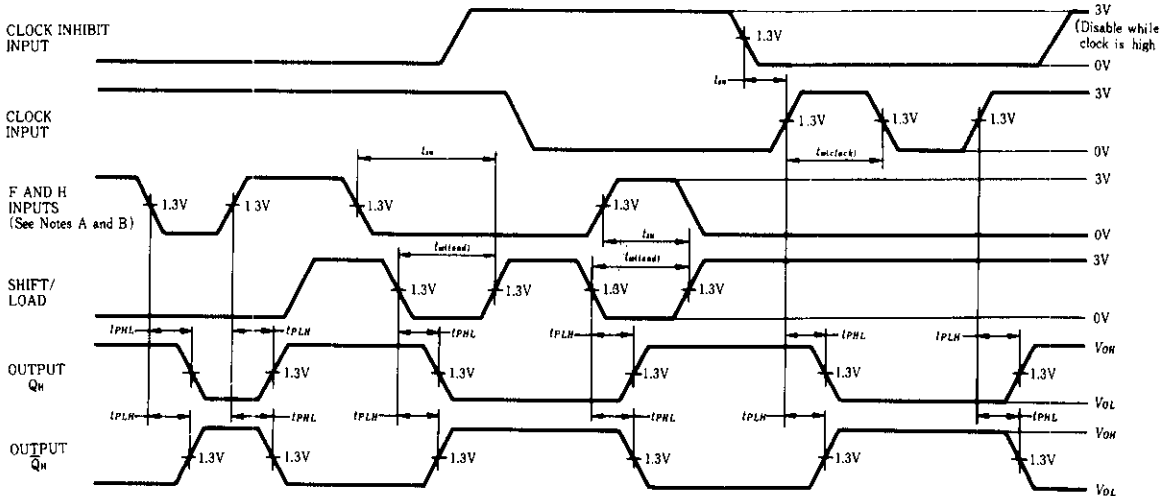 CLOCK INHIBIT
INPUT
1.3V
3V
(Disable while
clock is high
0V
tsu
CLOCK
INPUT
1.3V
1.3V
1.3V
3V
0V
tw(clock)
tsu
F AND H
INPUTS
(See Notes A and B)
1.3V
1.3V
1.3V
1.3V
3V
0V
tsu
tw(load)
tw(load)
SHIFT/
LOAD
1.3V
1.3V
1.3V
1.3V
3V
0V
tPHL
tPLH
tPHL
tPLH
tPHL
tPLH
OUTPUT
QH
1.3V
1.3V
1.3V
1.3V
1.3V
VOH
VOL
tPLH
tPHL
tPLH
tPHL
tPLH
tPHL
OUTPUT
Q̅H
1.3V
1.3V
1.3V
1.3V
1.3V
1.3V
VOH
VOL